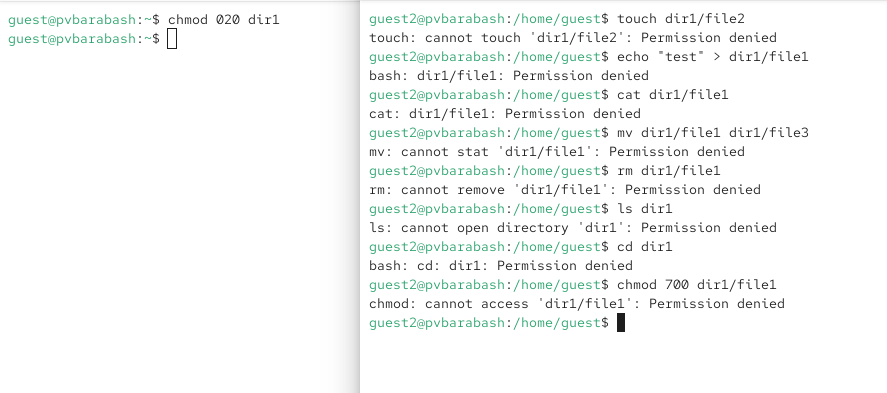 guest@pvbarabash:~$ chmod 020 dir1
guest@pvbarabash:~$
guest2@pvbarabash:/home/guest$ touch dir1/file2
touch: cannot touch 'dir1/file2': Permission denied
guest2@pvbarabash:/home/guest$ echo "test" > dir1/file1
bash: dir1/file1: Permission denied
guest2@pvbarabash:/home/guest$ cat dir1/file1
cat: dir1/file1: Permission denied
guest2@pvbarabash:/home/guest$ mv dir1/file1 dir1/file3
mv: cannot stat 'dir1/file1': Permission denied
guest2@pvbarabash:/home/guest$ rm dir1/file1
rm: cannot remove 'dir1/file1': Permission denied
guest2@pvbarabash:/home/guest$ ls dir1
ls: cannot open directory 'dir1': Permission denied
guest2@pvbarabash:/home/guest$ cd dir1
bash: cd: dir1: Permission denied
guest2@pvbarabash:/home/guest$ chmod 700 dir1/file1
chmod: cannot access 'dir1/file1': Permission denied
guest2@pvbarabash:/home/guest$